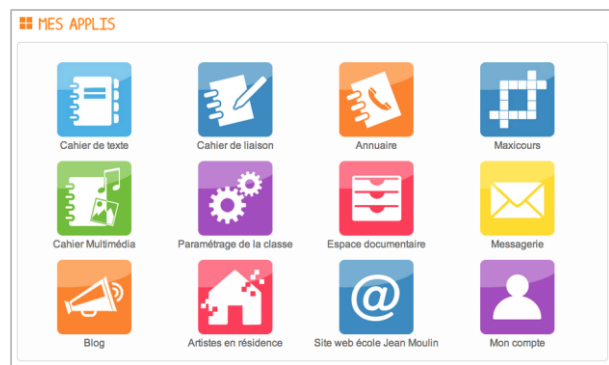 MES APPLIS
Cahier de texte
Cahier de liaison
Annuaire
Maxicours
Cahier Multimédia
Paramétrage de la classe
Espace documentaire
Messagerie
Blog
Artistes en résidence
Site web école Jean Moulin
Mon compte